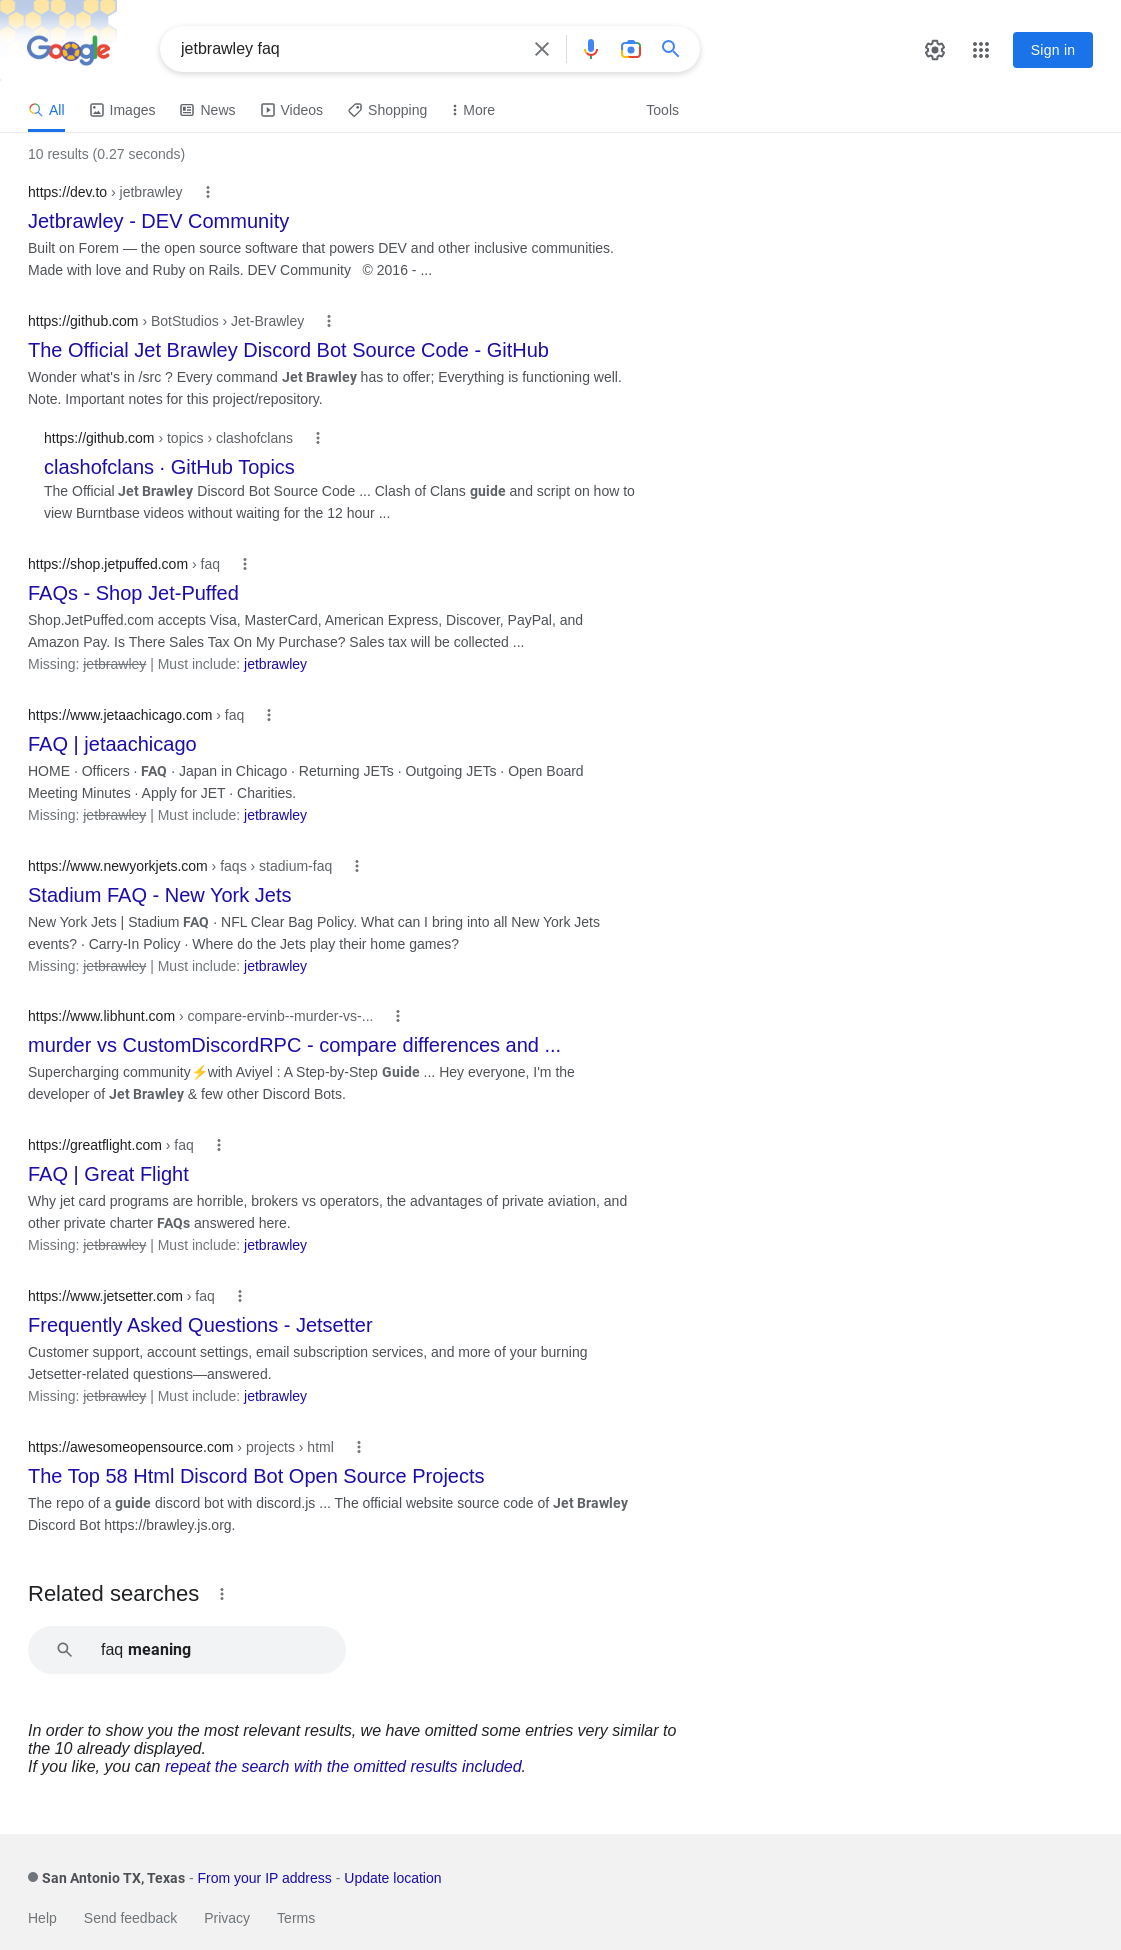 Google
jetbrawley faq
Sign in
All Images News Videos Shopping More Tools
10 results (0.27 seconds)
https://dev.to › jetbrawley
Jetbrawley - DEV Community
Built on Forem — the open source software that powers DEV and other inclusive communities.
Made with love and Ruby on Rails. DEV Community © 2016 - ...
https://github.com › BotStudios › Jet-Brawley
The Official Jet Brawley Discord Bot Source Code - GitHub
Wonder what's in /src ? Every command Jet Brawley has to offer; Everything is functioning well.
Note. Important notes for this project/repository.
https://github.com › topics › clashofclans
clashofclans · GitHub Topics
The Official Jet Brawley Discord Bot Source Code ... Clash of Clans guide and script on how to
view Burntbase videos without waiting for the 12 hour ...
https://shop.jetpuffed.com › faq
FAQs - Shop Jet-Puffed
Shop.JetPuffed.com accepts Visa, MasterCard, American Express, Discover, PayPal, and
Amazon Pay. Is There Sales Tax On My Purchase? Sales tax will be collected ...
Missing: jetbrawley | Must include: jetbrawley
https://www.jetaachicago.com › faq
FAQ | jetaachicago
HOME · Officers · FAQ · Japan in Chicago · Returning JETs · Outgoing JETs · Open Board
Meeting Minutes · Apply for JET · Charities.
Missing: jetbrawley | Must include: jetbrawley
https://www.newyorkjets.com › faqs › stadium-faq
Stadium FAQ - New York Jets
New York Jets | Stadium FAQ · NFL Clear Bag Policy. What can I bring into all New York Jets
events? · Carry-In Policy · Where do the Jets play their home games?
Missing: jetbrawley | Must include: jetbrawley
https://www.libhunt.com › compare-ervinb--murder-vs-...
murder vs CustomDiscordRPC - compare differences and ...
Supercharging community⚡with Aviyel : A Step-by-Step Guide ... Hey everyone, I'm the
developer of Jet Brawley & few other Discord Bots.
https://greatflight.com › faq
FAQ | Great Flight
Why jet card programs are horrible, brokers vs operators, the advantages of private aviation, and
other private charter FAQs answered here.
Missing: jetbrawley | Must include: jetbrawley
https://www.jetsetter.com › faq
Frequently Asked Questions - Jetsetter
Customer support, account settings, email subscription services, and more of your burning
Jetsetter-related questions—answered.
Missing: jetbrawley | Must include: jetbrawley
https://awesomeopensource.com › projects › html
The Top 58 Html Discord Bot Open Source Projects
The repo of a guide discord bot with discord.js ... The official website source code of Jet Brawley
Discord Bot https://brawley.js.org.
Related searches
faq meaning
In order to show you the most relevant results, we have omitted some entries very similar to
the 10 already displayed.
If you like, you can repeat the search with the omitted results included.
San Antonio TX, Texas - From your IP address - Update location
Help Send feedback Privacy Terms